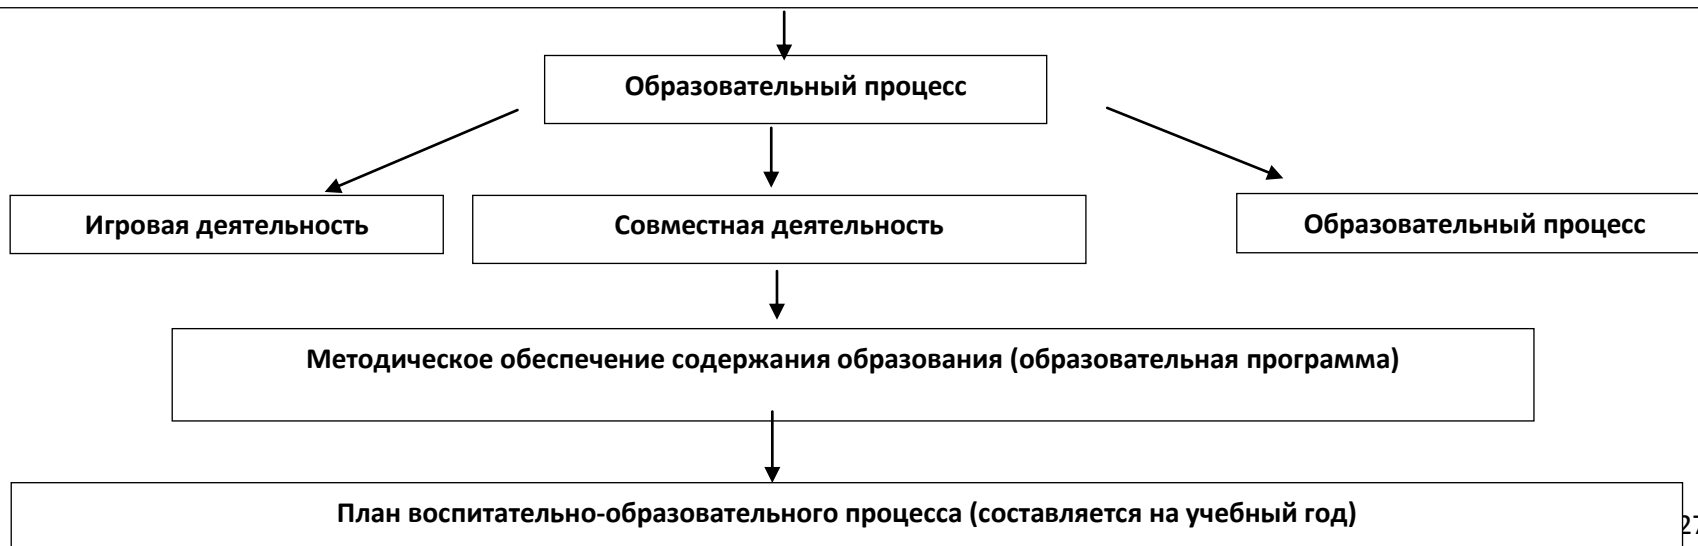 Образовательный процесс
Игровая деятельность
Совместная деятельность
Образовательный процесс
Методическое обеспечение содержания образования (образовательная программа)
План воспитательно-образовательного процесса (составляется на учебный год)
27